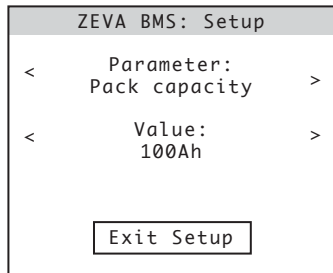 ZEVA BMS: Setup
< Parameter: >
Pack capacity
< Value: >
100Ah
Exit Setup